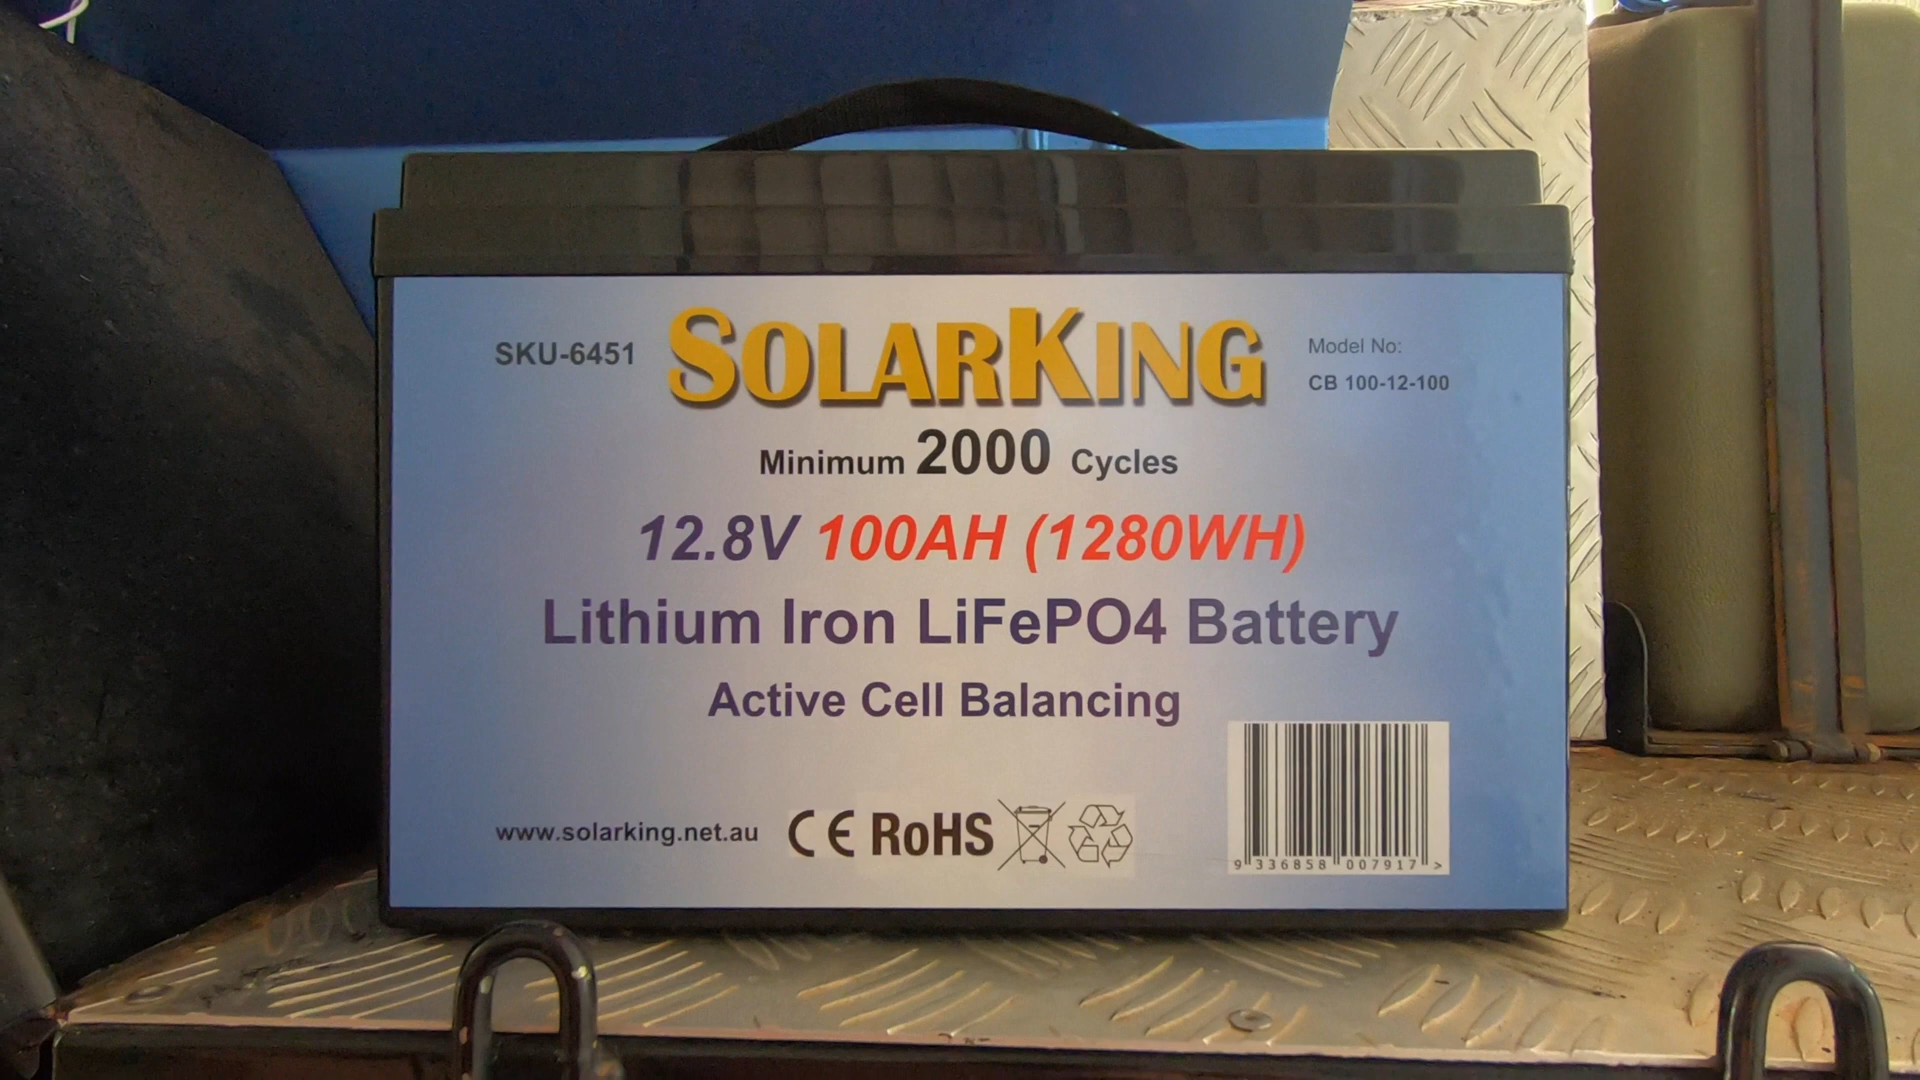 SKU-6451
SOLARKING
Model No:
CB 100-12-100
Minimum 2000 Cycles
12.8V 100AH (1280WH)
Lithium Iron LiFePO4 Battery
Active Cell Balancing
www.solarking.net.au
CE RoHS
9 336858 007917 >